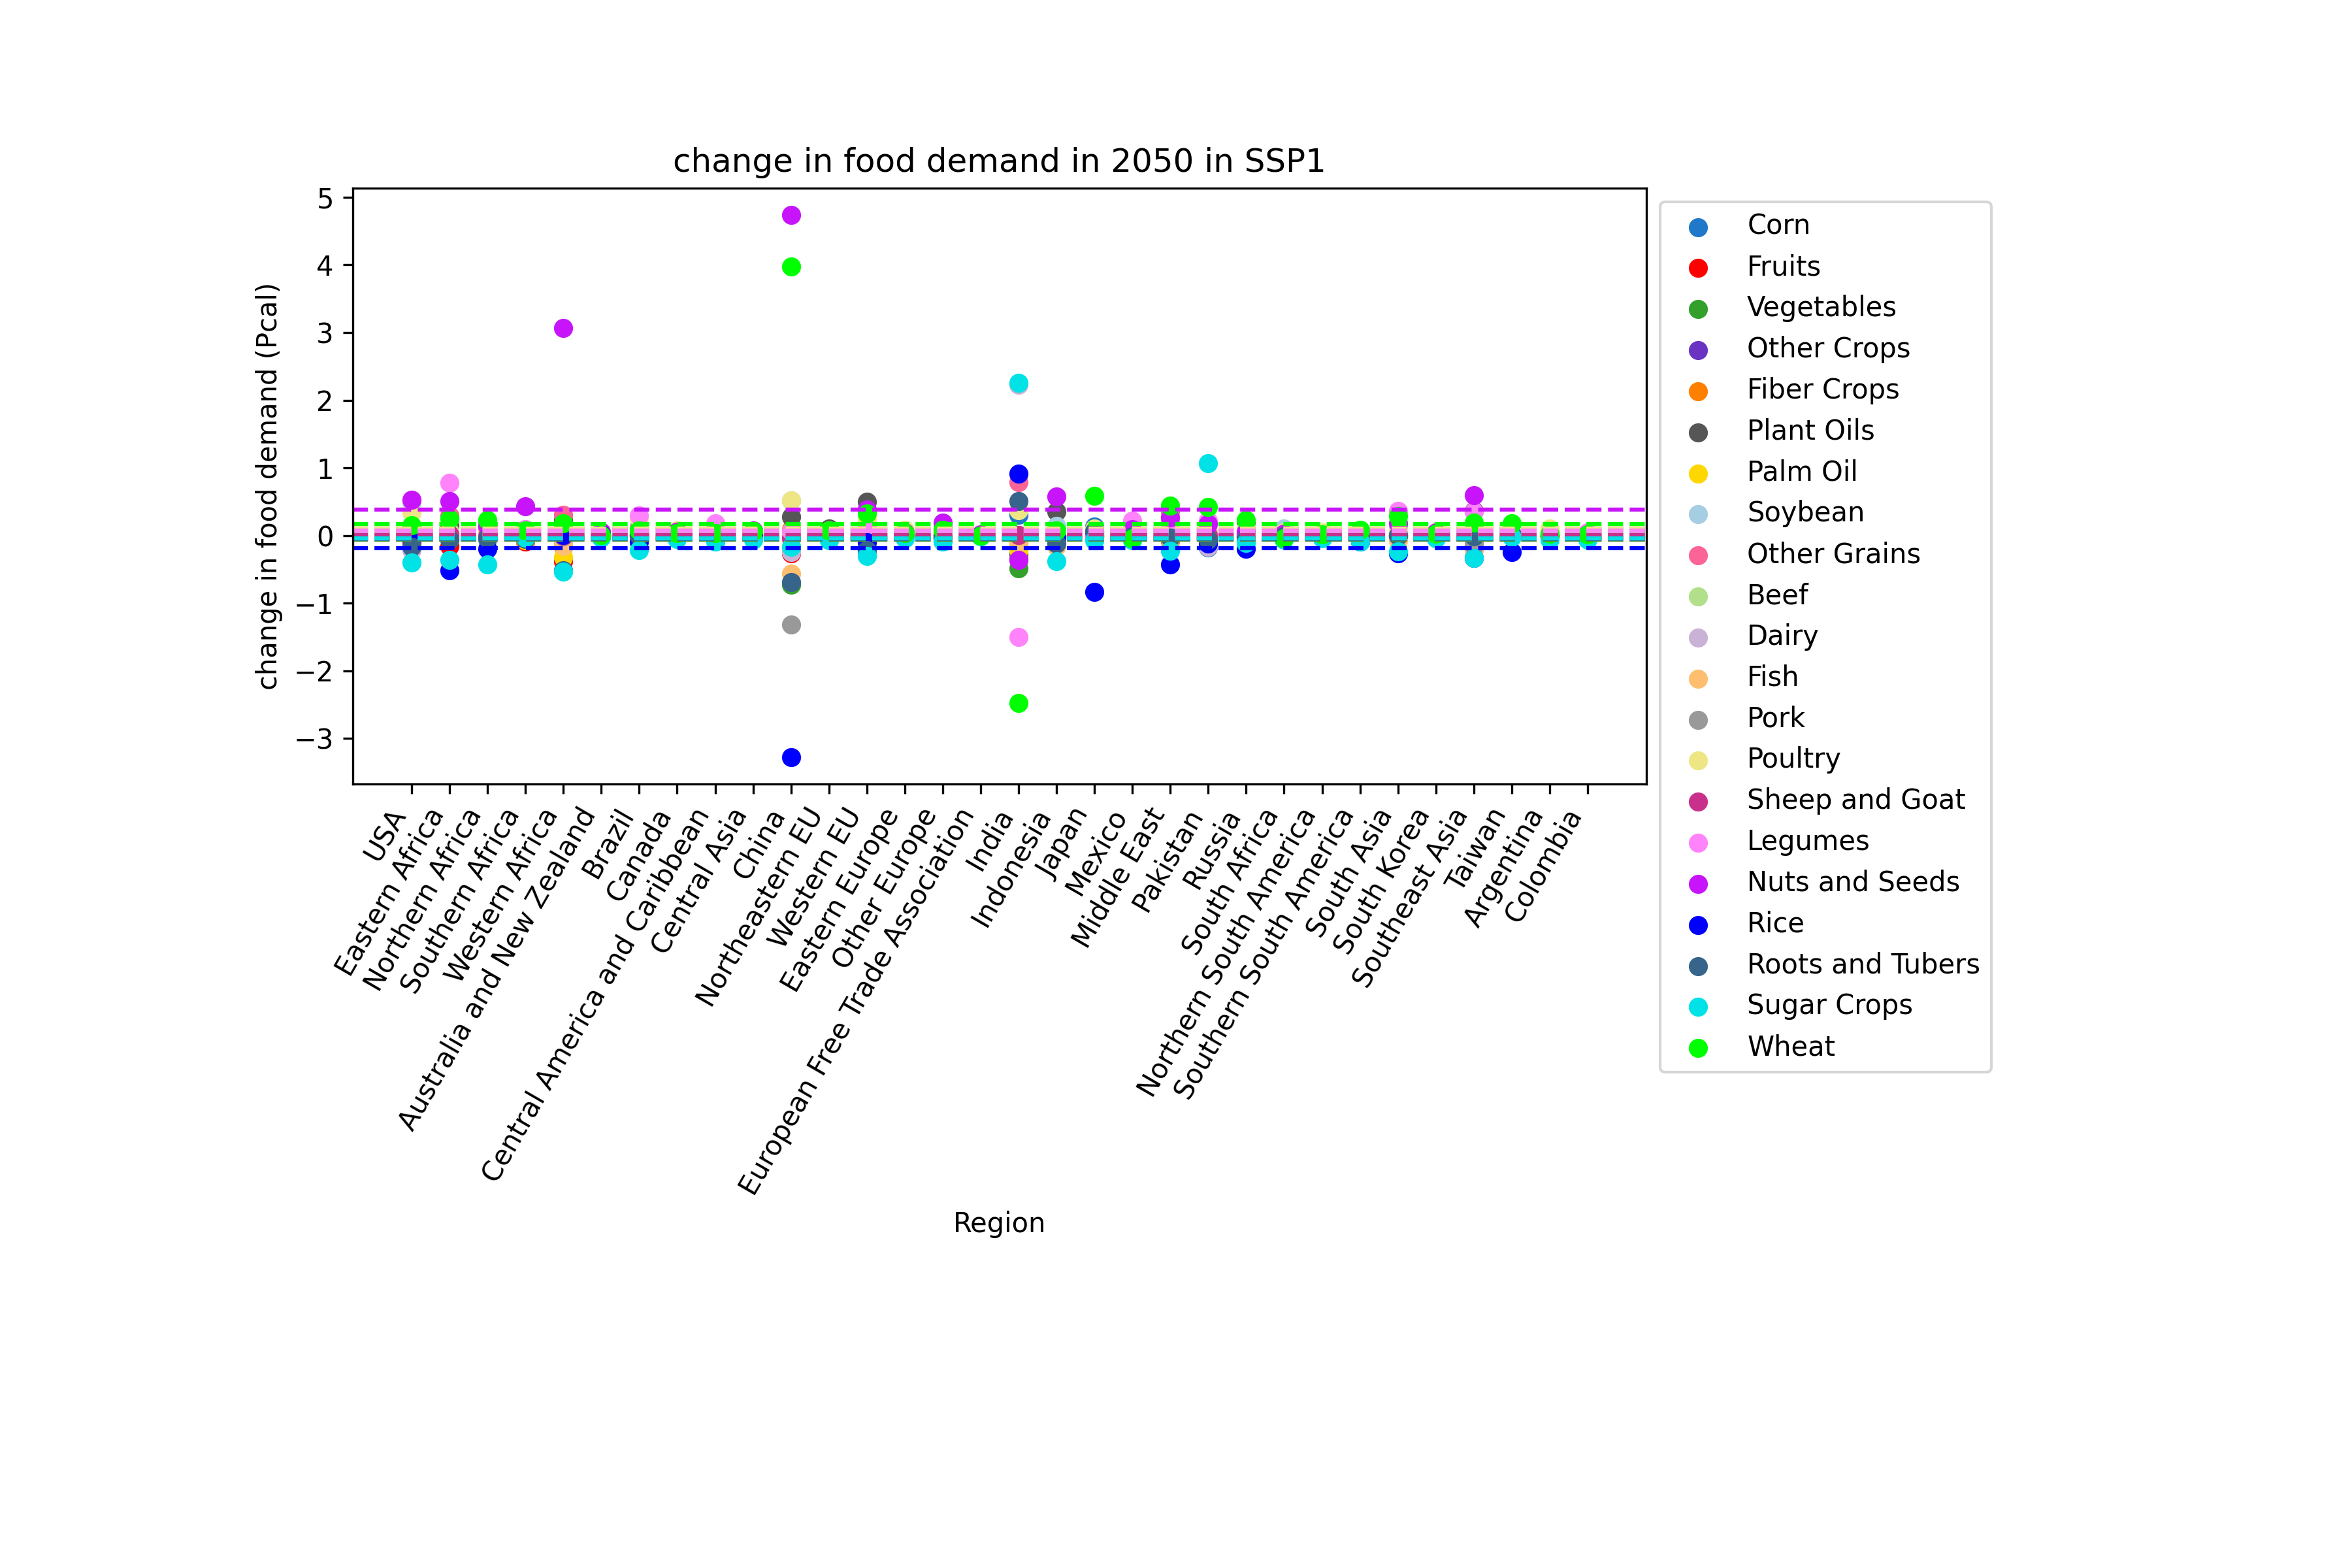 change in food demand in 2050 in SSP1
change in food demand (Pcal)
5
4
3
2
1
0
−1
−2
−3
USA
Eastern Africa
Northern Africa
Southern Africa
Western Africa
Australia and New Zealand
Brazil
Canada
Central America and Caribbean
Central Asia
China
Northeastern EU
Western EU
Eastern Europe
Other Europe
European Free Trade Association
India
Indonesia
Japan
Mexico
Middle East
Pakistan
Russia
South Africa
Northern South America
Southern South America
South Asia
South Korea
Southeast Asia
Taiwan
Argentina
Colombia
Region
Corn
Fruits
Vegetables
Other Crops
Fiber Crops
Plant Oils
Palm Oil
Soybean
Other Grains
Beef
Dairy
Fish
Pork
Poultry
Sheep and Goat
Legumes
Nuts and Seeds
Rice
Roots and Tubers
Sugar Crops
Wheat